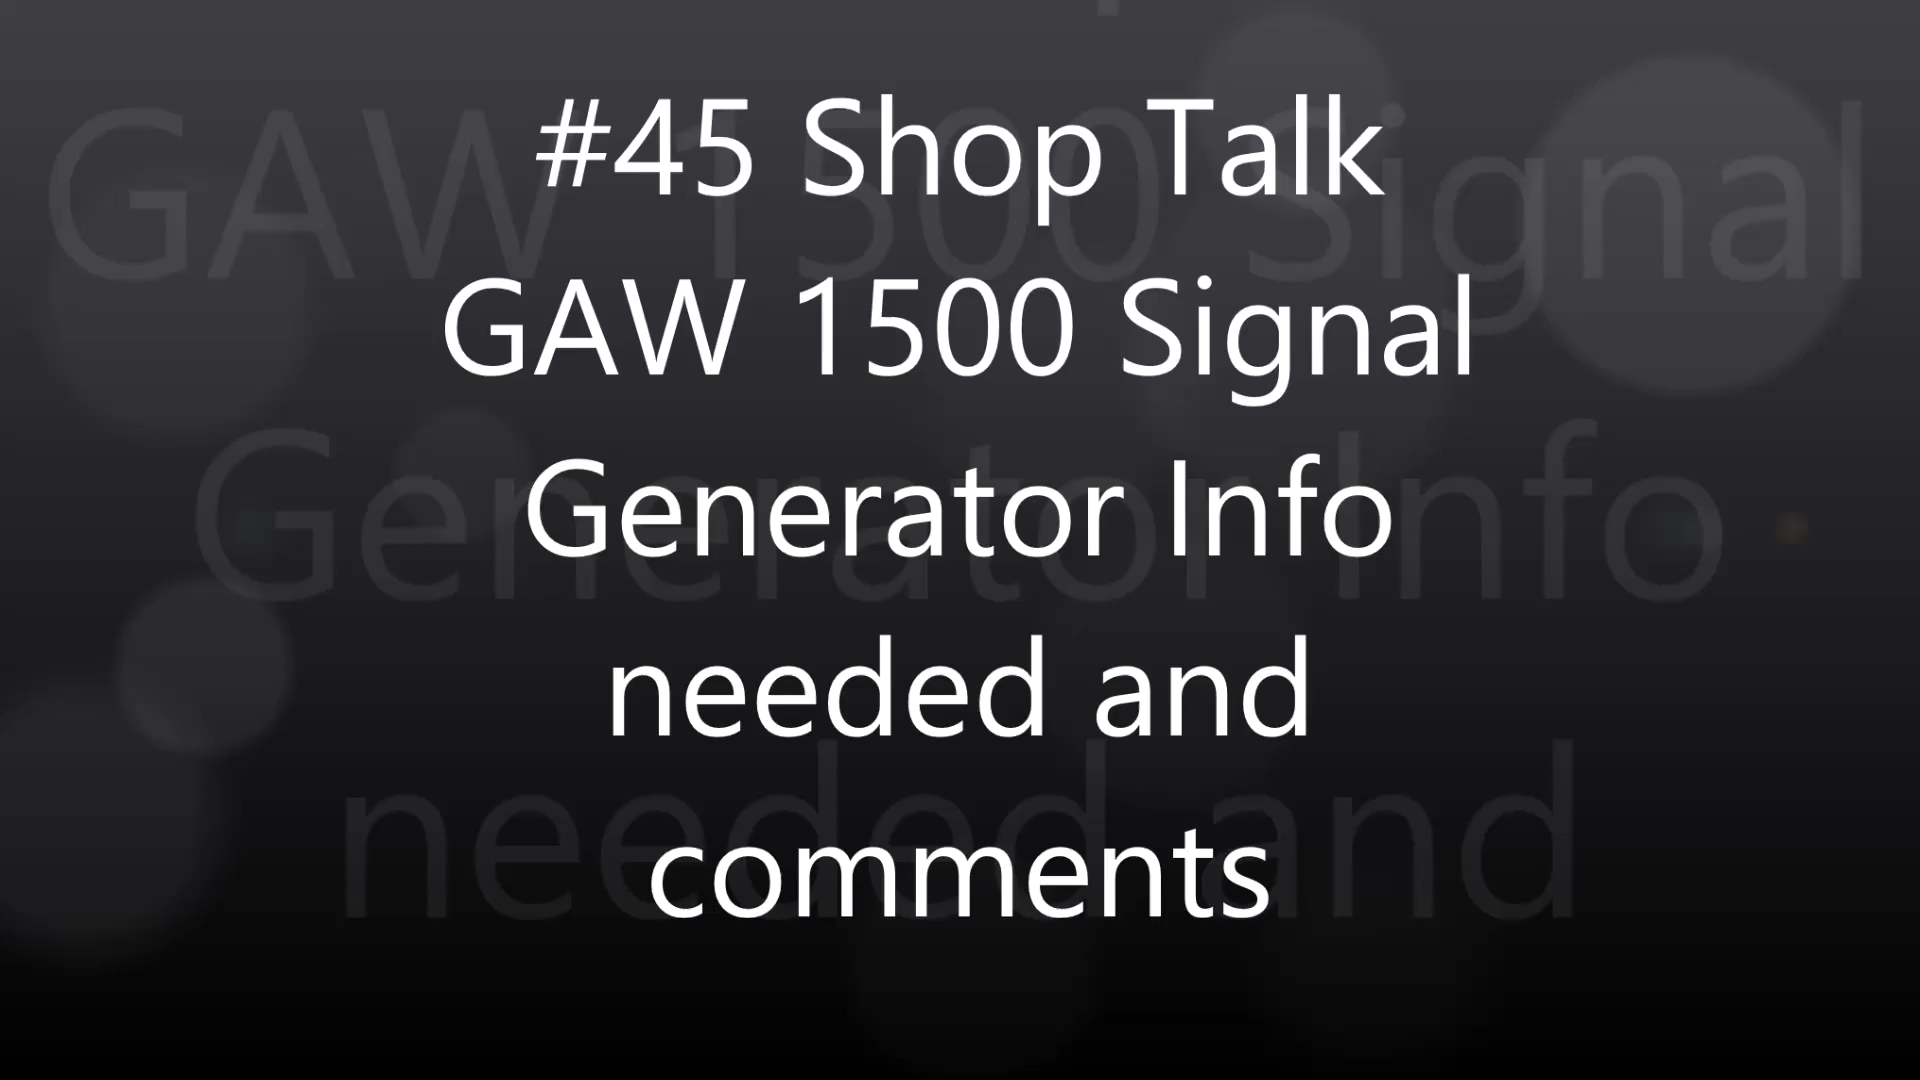 #45 Shop Talk
GAW 1500 Signal
Generator Info
needed and
comments